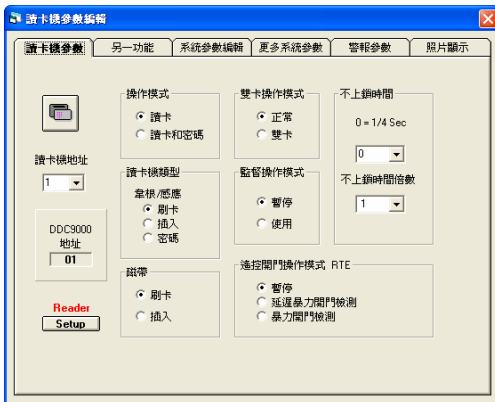 讀卡機參數編輯
讀卡機參數 另一功能 系統參數編輯 更多系統參數 警報參數 照片顯示
讀卡機地址
1
DDC9000
地址
01
Reader
Setup
操作模式
讀卡
讀卡和密碼
讀卡機類型
韋根/感應
刷卡
插入
密碼
磁帶
刷卡
插入
雙卡操作模式
正常
雙卡
監督操作模式
暫停
使用
不上鎖時間
0 = 1/4 Sec
0
不上鎖時間倍數
1
遙控開門操作模式 RTE
暫停
延遲暴力開門檢測
暴力開門檢測